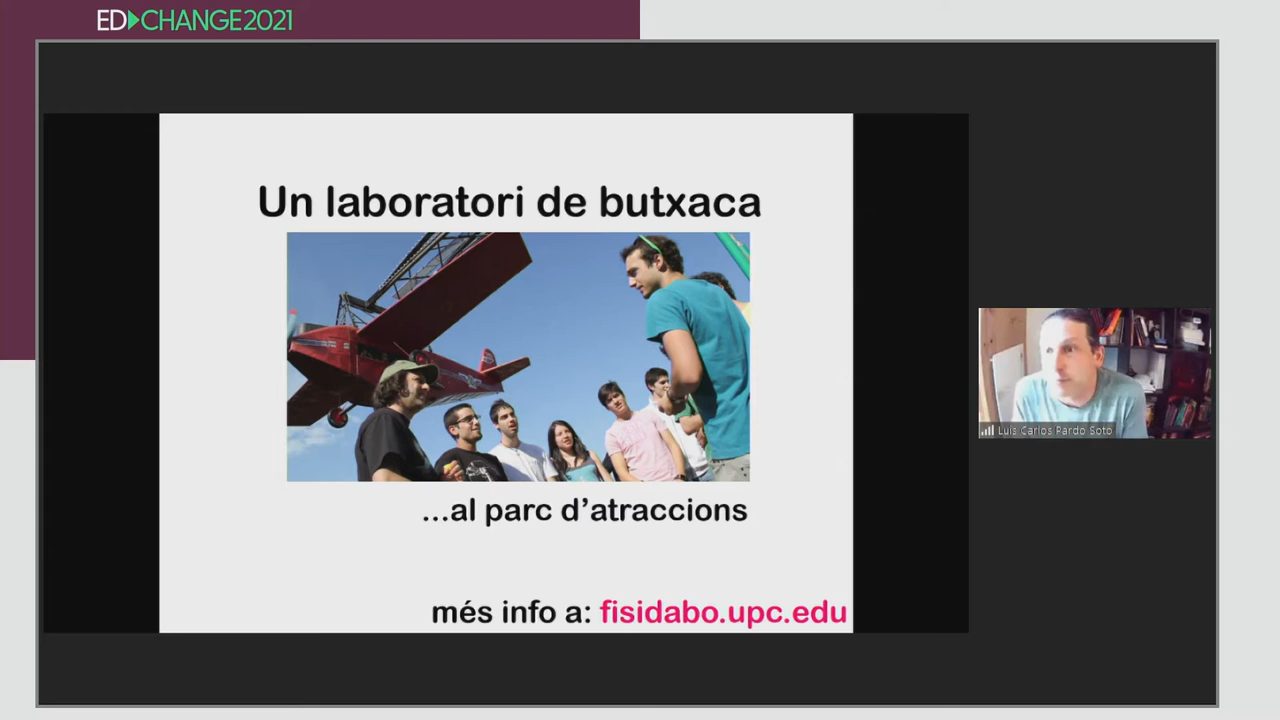 ED▶CHANGE2021
Un laboratori de butxaca
...al parc d'atraccions
més info a: fisidabo.upc.edu
Luis Carlos Pardo Soto